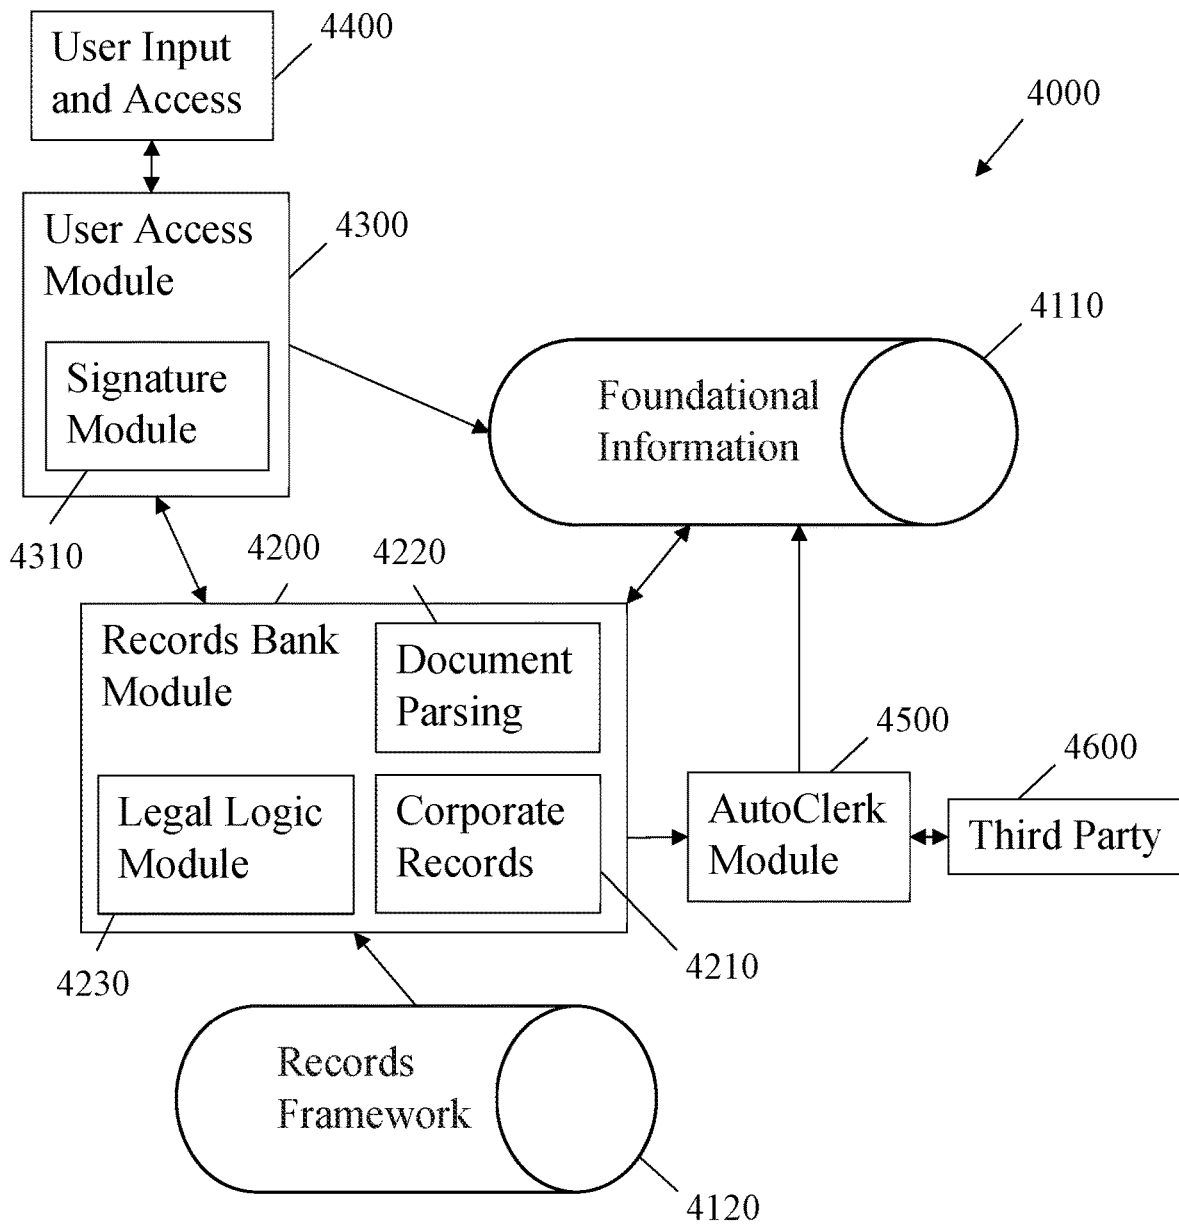 User Input
and Access
4400
4000
User Access
Module
4300
Signature
Module
4310
Foundational
Information
4110
4200
4220
Records Bank
Module
Document
Parsing
Legal Logic
Module
4230
Corporate
Records
4210
4500
AutoClerk
Module
4600
Third Party
Records
Framework
4120